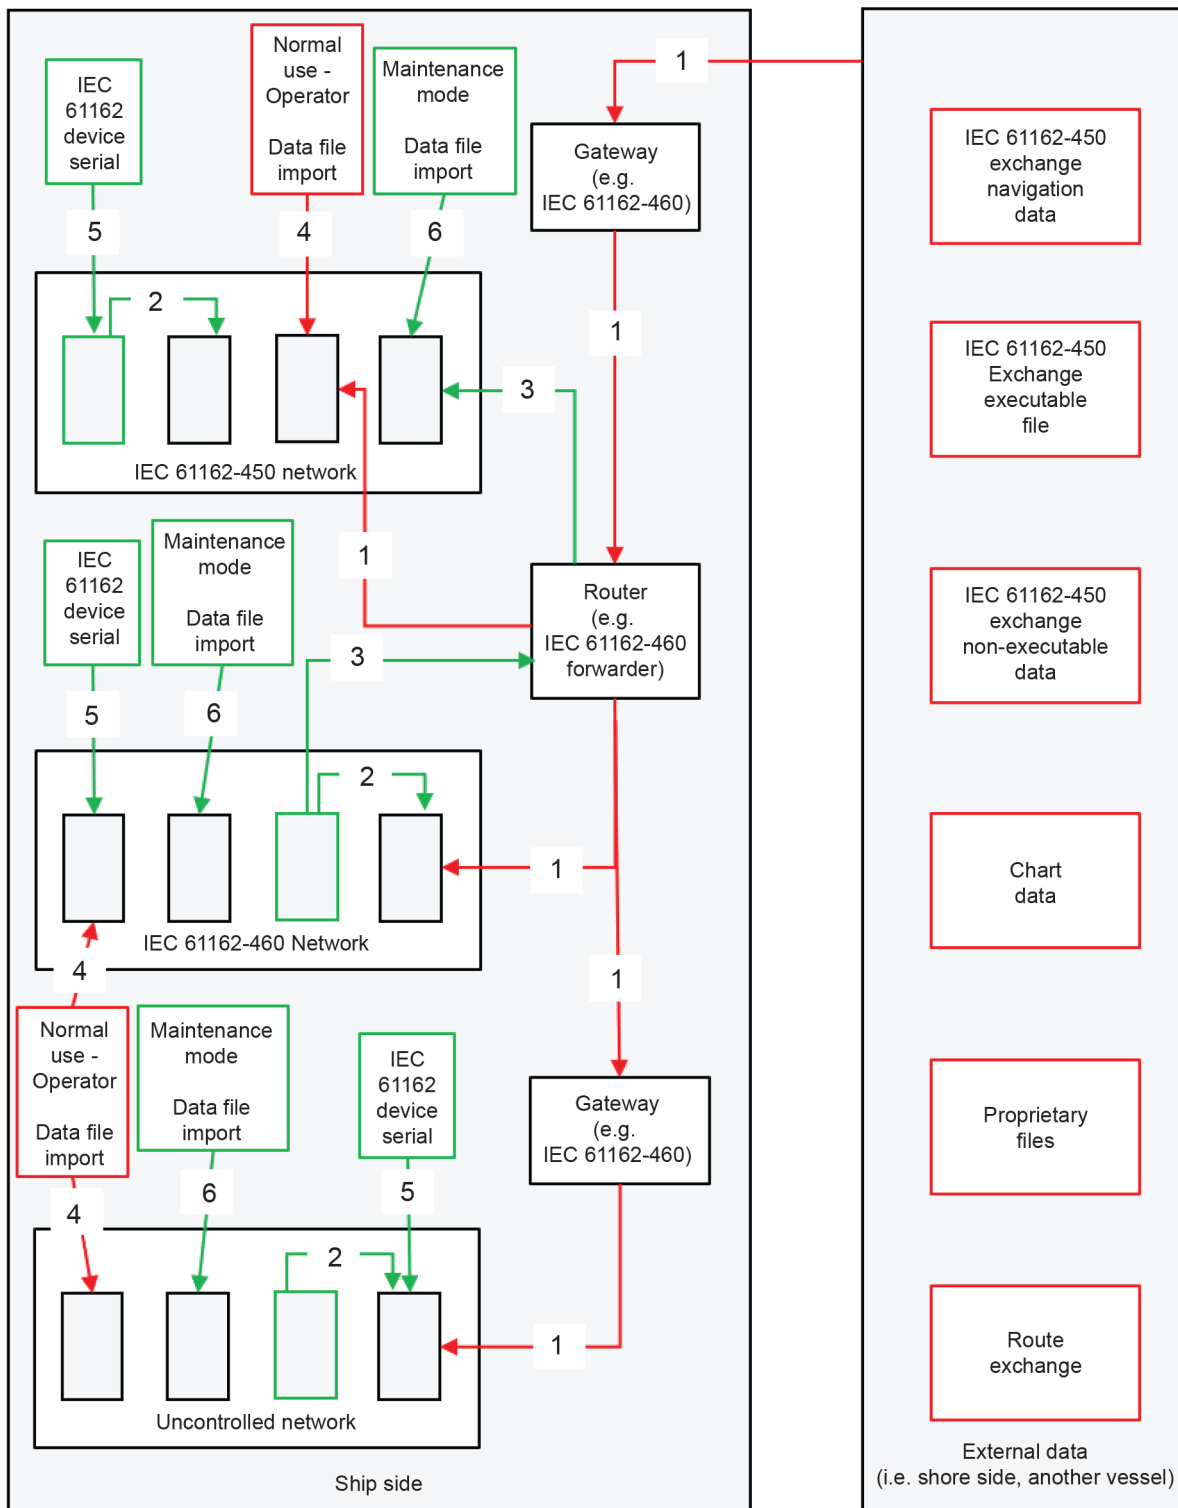 Normal
use -
Operator
Data file
import
IEC
61162
device
serial
Maintenance
mode
Data file
import
1
Gateway
(e.g.
IEC 61162-460)
5
4
6
2
1
3
IEC 61162-450 network
1
IEC
61162
device
serial
Maintenance
mode
Data file
import
Router
(e.g.
IEC 61162-460
forwarder)
3
5
6
2
1
IEC 61162-460 Network
4
1
Normal
use -
Operator
Data file
import
Maintenance
mode
Data file
import
IEC
61162
device
serial
Gateway
(e.g.
IEC 61162-460)
4
6
5
2
1
Uncontrolled network
Ship side
IEC 61162-450
exchange
navigation
data
IEC 61162-450
Exchange
executable
file
IEC 61162-450
exchange
non-executable
data
Chart
data
Proprietary
files
Route
exchange
External data
(i.e. shore side, another vessel)